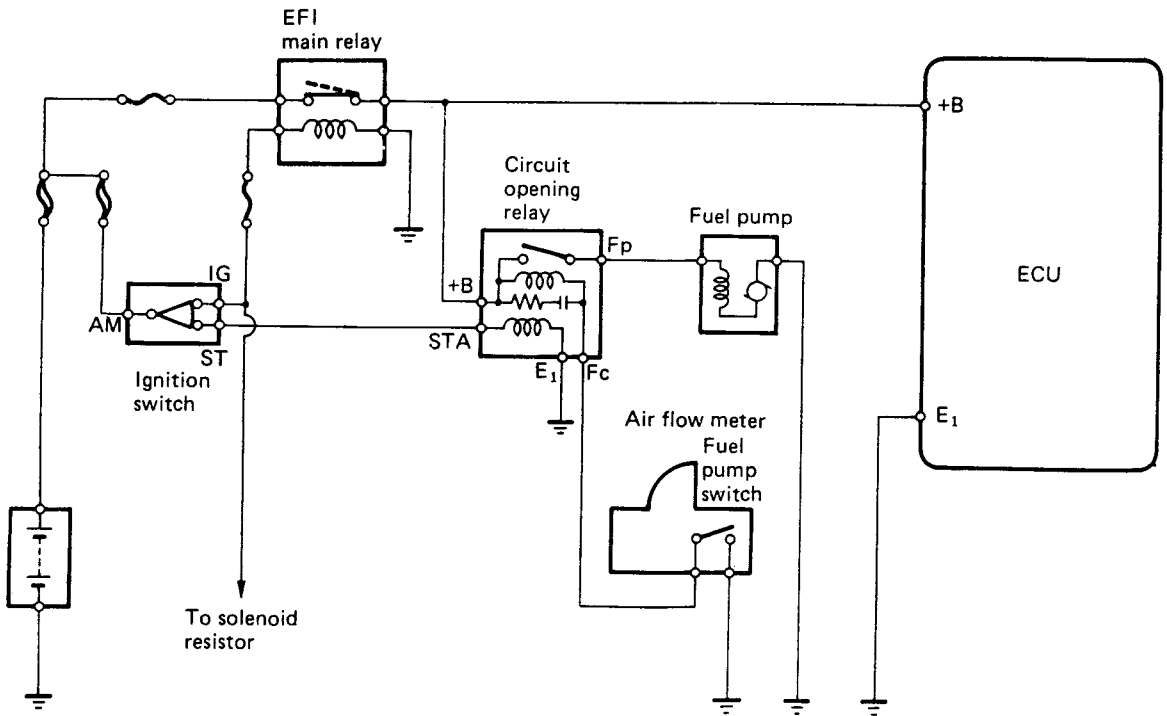 EFI
main relay
+B
Circuit
opening
relay
Fuel pump
Fp
ECU
IG
+B
AM
STA
ST
E₁
Fc
Ignition
switch
E₁
Air flow meter
Fuel
pump
switch
To solenoid
resistor